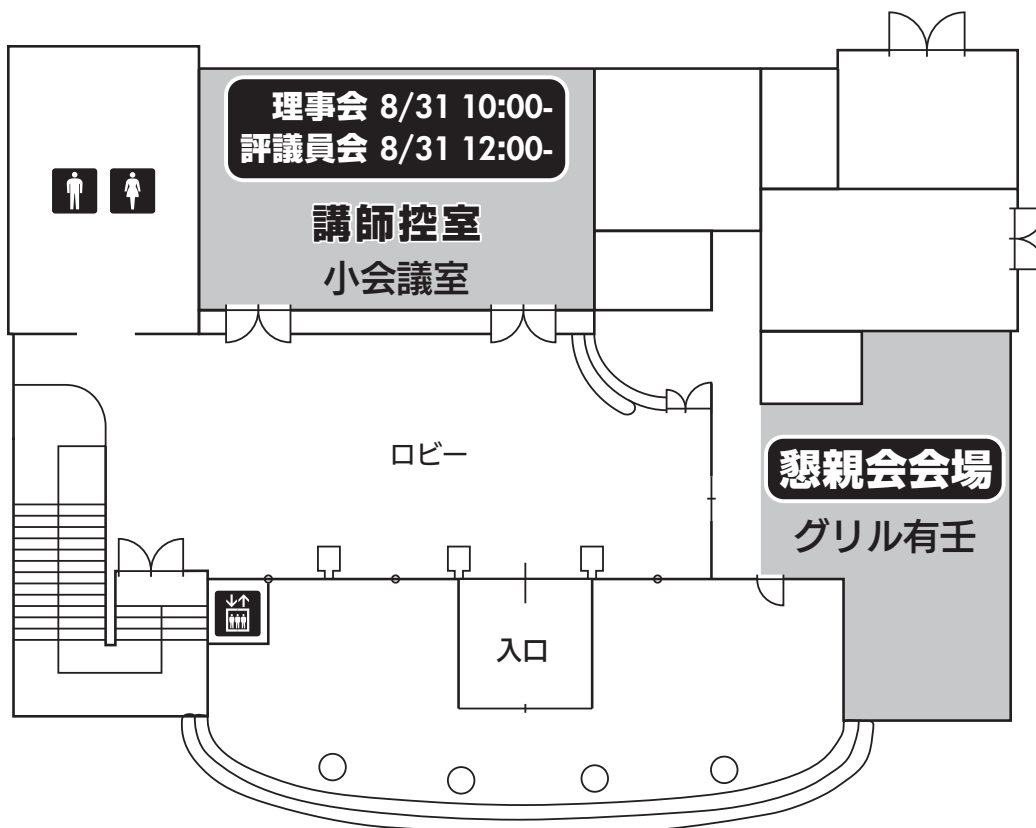 理事会 8/31 10:00-
評議員会 8/31 12:00-
講師控室
小会議室
ロビー
懇親会会場
グリル有壬
入口